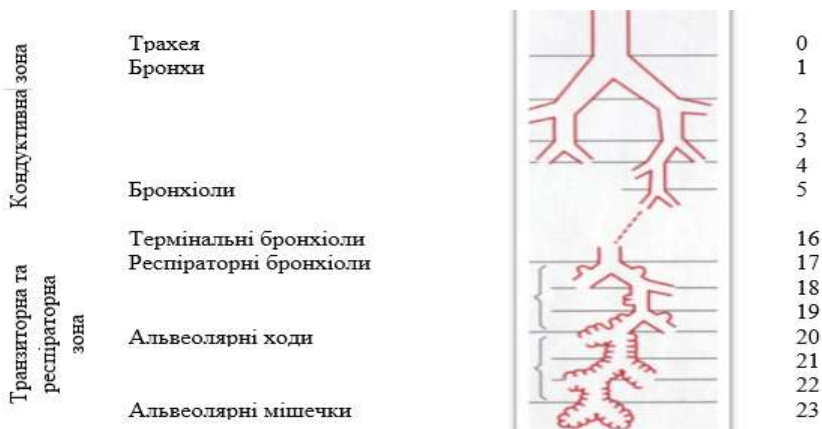 Кондуктивна зона
Трахея 0
Бронхи 1
2
3
4
Бронхіоли 5
Термінальні бронхіоли 16
Транзиторна та
респіраторна
зона
Респіраторні бронхіоли 17
18
19
Альвеолярні ходи 20
21
22
Альвеолярні мішечки 23